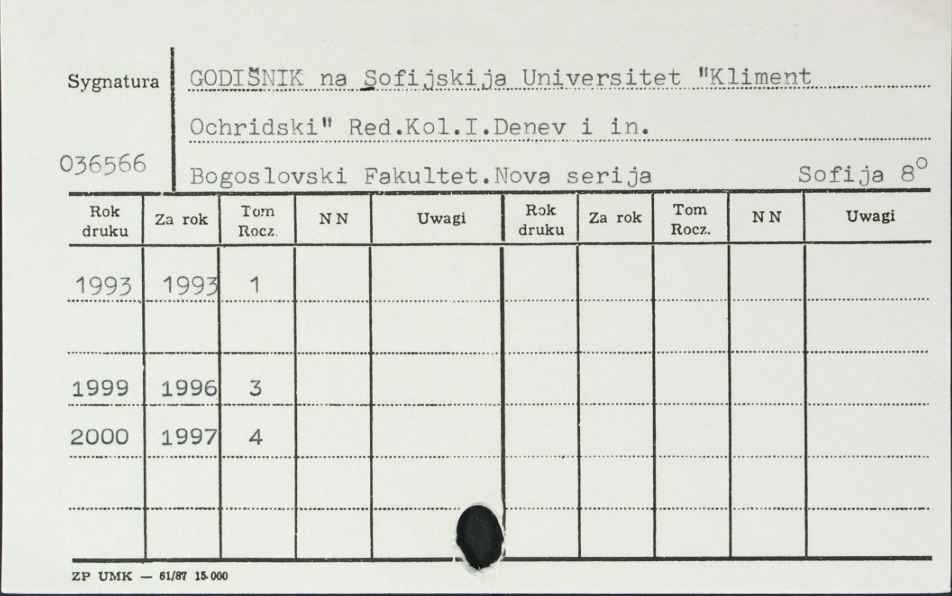 Sygnatura GODIŠNIK na Sofijskija Universitet "Kliment
Ochridski" Red.Kol.I.Denev i in.
036566 Bogoslovski Fakultet.Nova serija Sofija 8°
Rok druku Za rok Tom Rocz. N N Uwagi Rok druku Za rok Tom Rocz. N N Uwagi
1993 1993 1
1999 1996 3
2000 1997 4
ZP UMK — 61/87 15.000